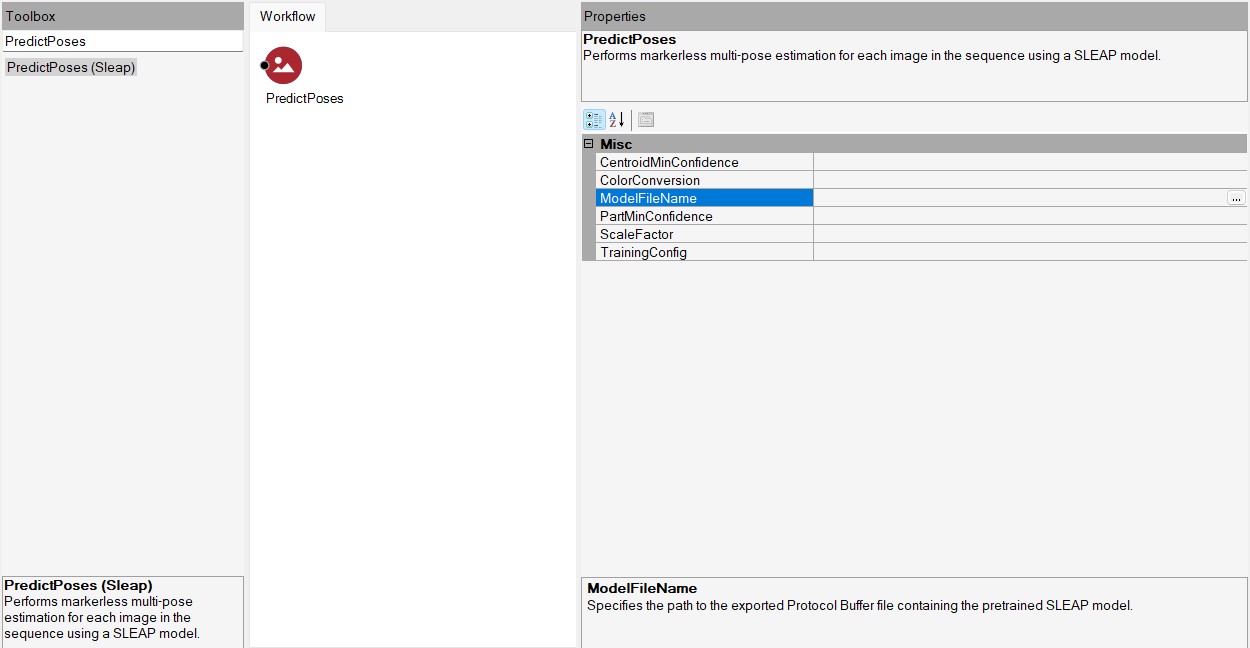 Toolbox
PredictPoses
PredictPoses (Sleap)
PredictPoses (Sleap)
Performs markerless multi-pose
estimation for each image in the
sequence using a SLEAP model.
Workflow
PredictPoses
Properties
PredictPoses
Performs markerless multi-pose estimation for each image in the sequence using a SLEAP model.
A
Z
Misc
CentroidMinConfidence
ColorConversion
ModelFileName
...
PartMinConfidence
ScaleFactor
TrainingConfig
ModelFileName
Specifies the path to the exported Protocol Buffer file containing the pretrained SLEAP model.